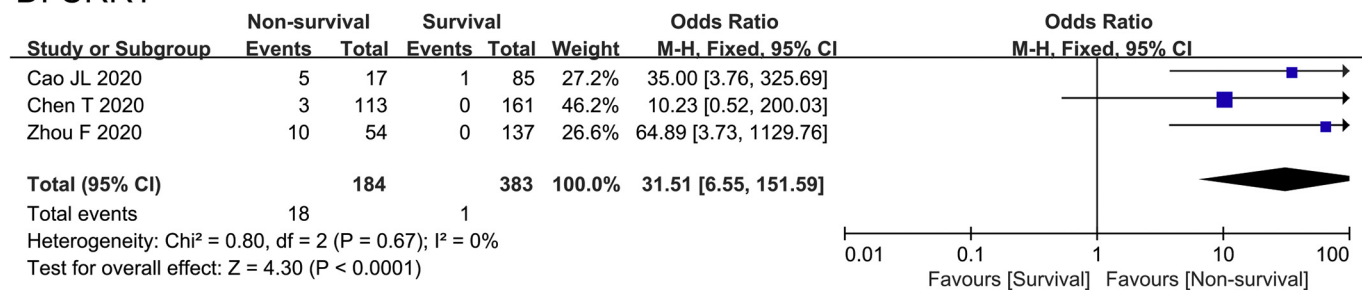 Non-survival Survival Odds Ratio Odds Ratio
Study or Subgroup Events Total Events Total Weight M-H, Fixed, 95% CI M-H, Fixed, 95% CI
Cao JL 2020 5 17 1 85 27.2% 35.00 [3.76, 325.69]
Chen T 2020 3 113 0 161 46.2% 10.23 [0.52, 200.03]
Zhou F 2020 10 54 0 137 26.6% 64.89 [3.73, 1129.76]
Total (95% CI) 184 383 100.0% 31.51 [6.55, 151.59]
Total events 18 1
Heterogeneity: Chi² = 0.80, df = 2 (P = 0.67); I² = 0%
Test for overall effect: Z = 4.30 (P < 0.0001)
0.01 0.1 1 10 100
Favours [Survival] Favours [Non-survival]